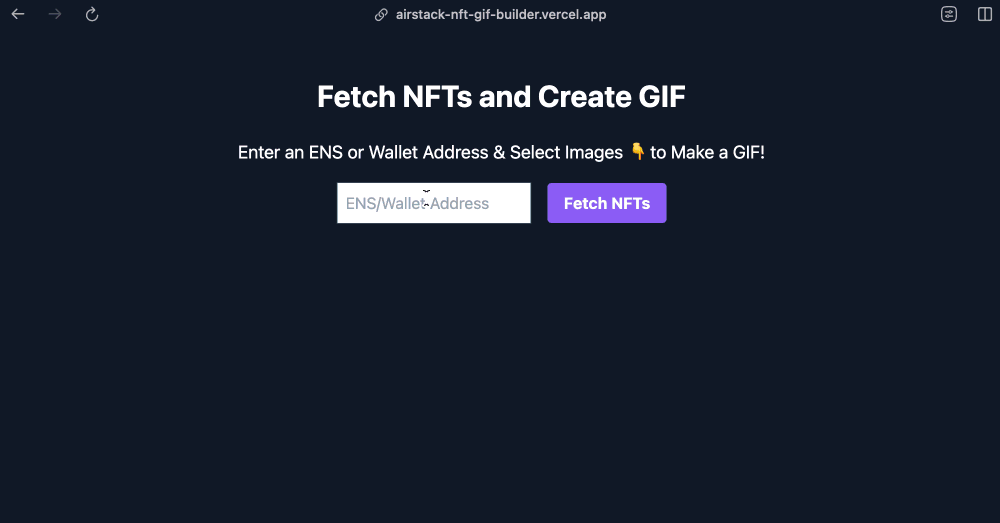 airstack-nft-gif-builder.vercel.app
Fetch NFTs and Create GIF
Enter an ENS or Wallet Address & Select Images 👇 to Make a GIF!
ENS/Wallet Address
Fetch NFTs